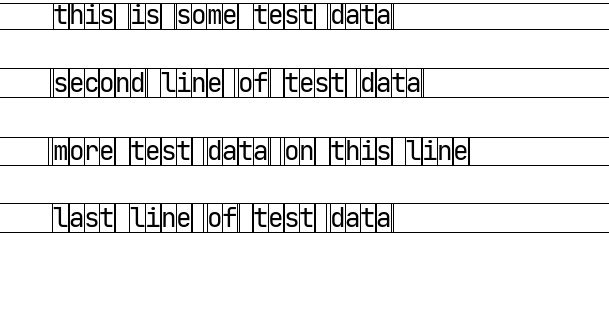 this is some test data
second line of test data
more test data on this line
last line of test data